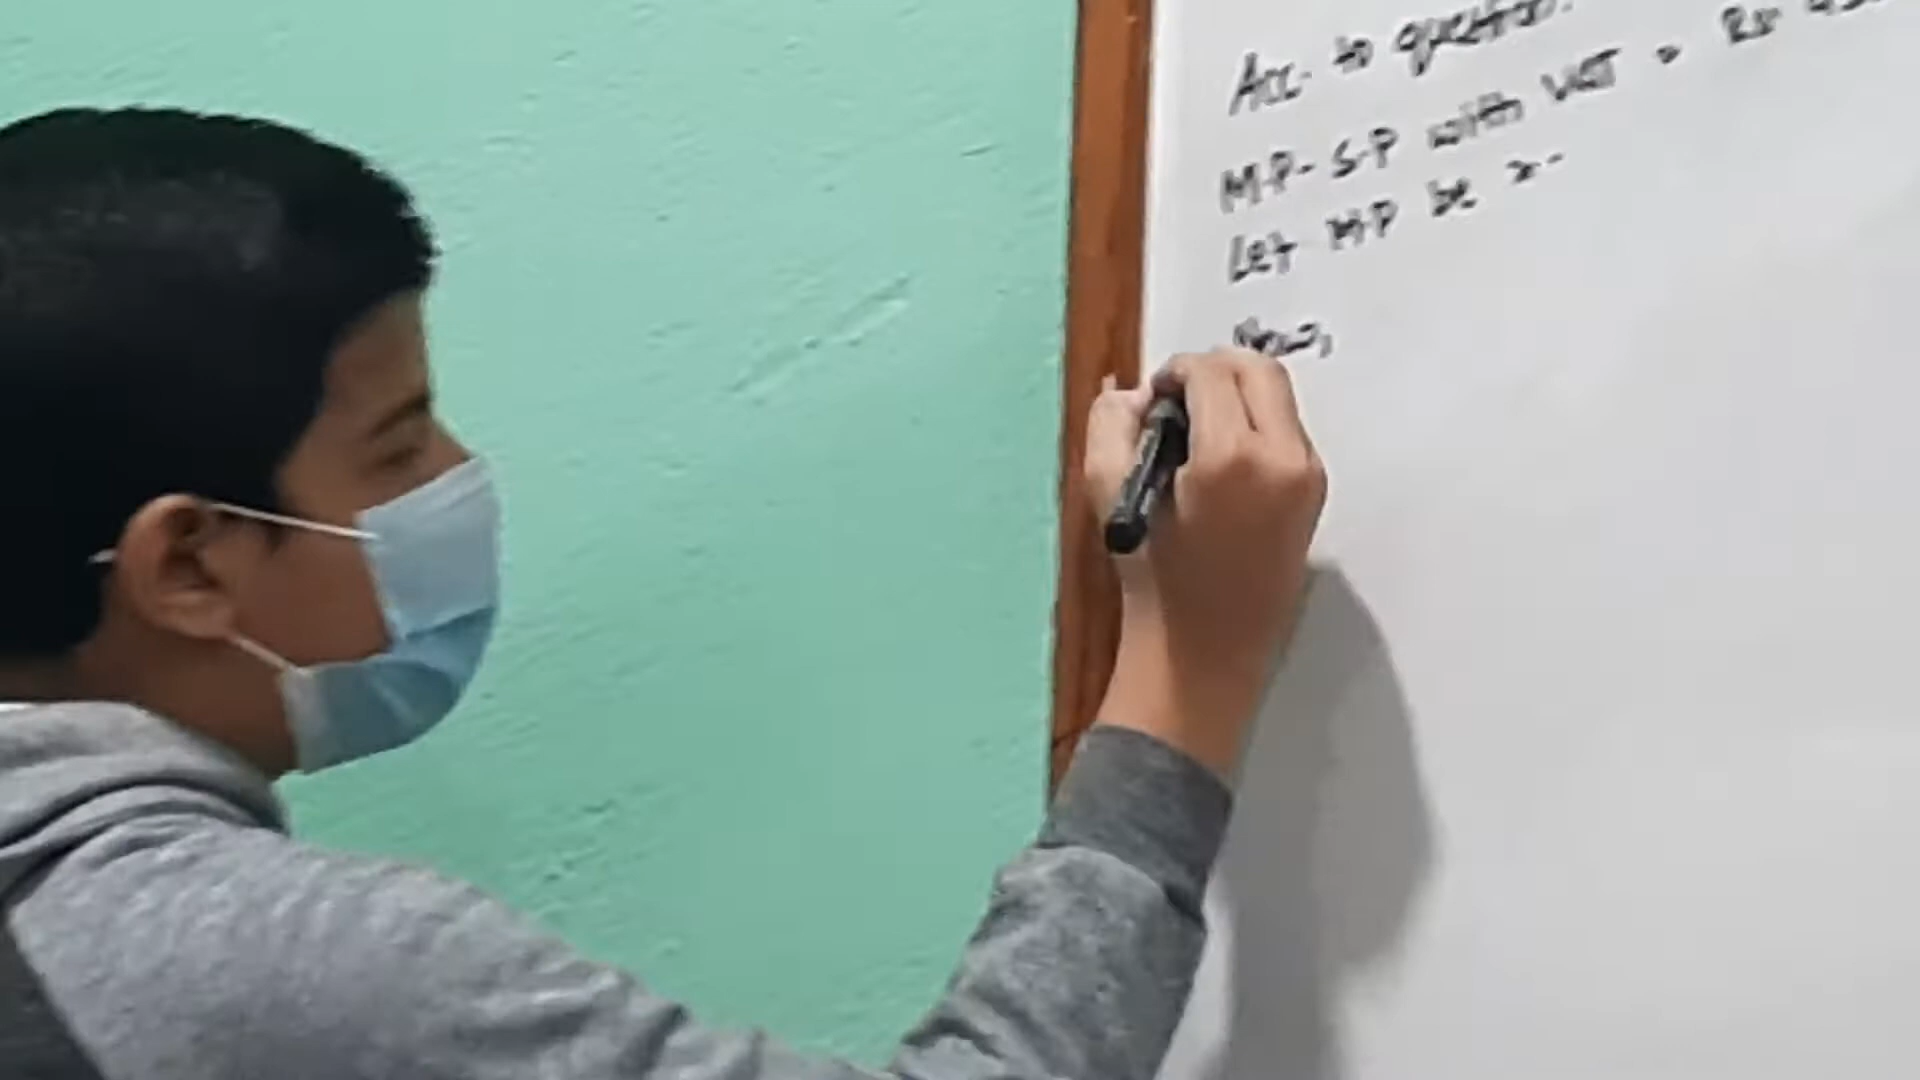 Acc. to question.
M.P- S.P with VAT = Rs
Let M.P be x-
Now,